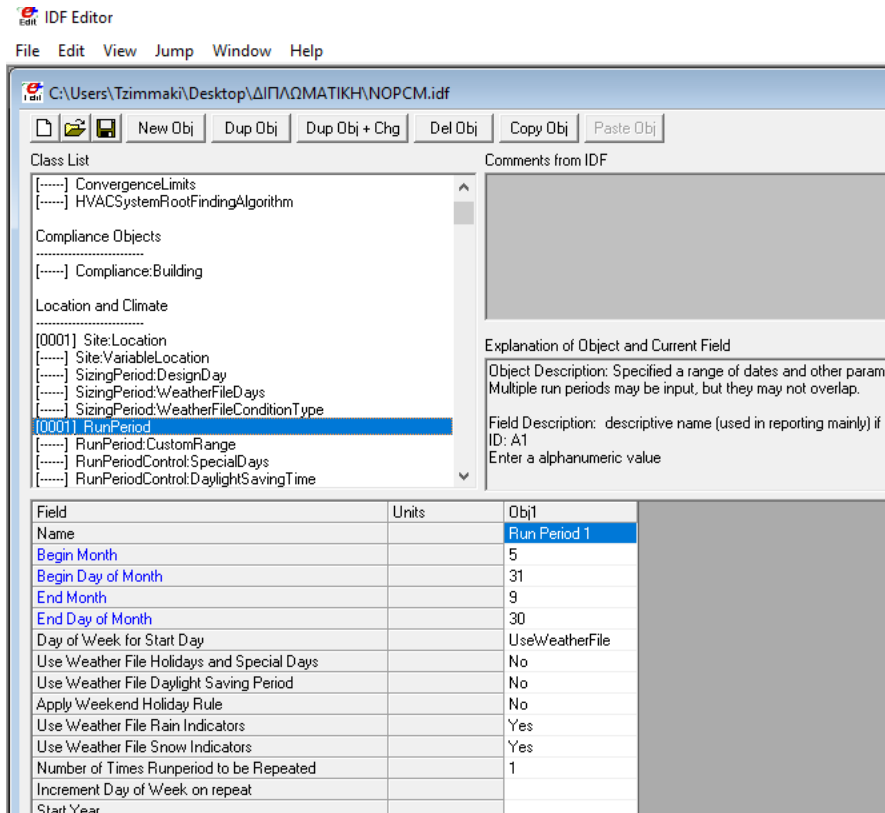 IDF Editor
File Edit View Jump Window Help
C:\Users\Tzimmaki\Desktop\ΔΙΠΛΩΜΑΤΙΚΗ\NOPCM.idf
New Obj Dup Obj Dup Obj + Chg Del Obj Copy Obj Paste Obj
Class List
[------] ConvergenceLimits
[------] HVACSystemRootFindingAlgorithm
Compliance Objects
--------------------------
[------] Compliance:Building
Location and Climate
--------------------------
[0001] Site:Location
[------] Site:VariableLocation
[------] SizingPeriod:DesignDay
[------] SizingPeriod:WeatherFileDays
[------] SizingPeriod:WeatherFileConditionType
[0001] RunPeriod
[------] RunPeriod:CustomRange
[------] RunPeriodControl:SpecialDays
[------] RunPeriodControl:DaylightSavingTime
Comments from IDF
Explanation of Object and Current Field
Object Description: Specified a range of dates and other param
Multiple run periods may be input, but they may not overlap.
Field Description: descriptive name (used in reporting mainly) if
ID: A1
Enter a alphanumeric value
Field Units Obj1
Name Run Period 1
Begin Month 5
Begin Day of Month 31
End Month 9
End Day of Month 30
Day of Week for Start Day UseWeatherFile
Use Weather File Holidays and Special Days No
Use Weather File Daylight Saving Period No
Apply Weekend Holiday Rule No
Use Weather File Rain Indicators Yes
Use Weather File Snow Indicators Yes
Number of Times Runperiod to be Repeated 1
Increment Day of Week on repeat
Start Year